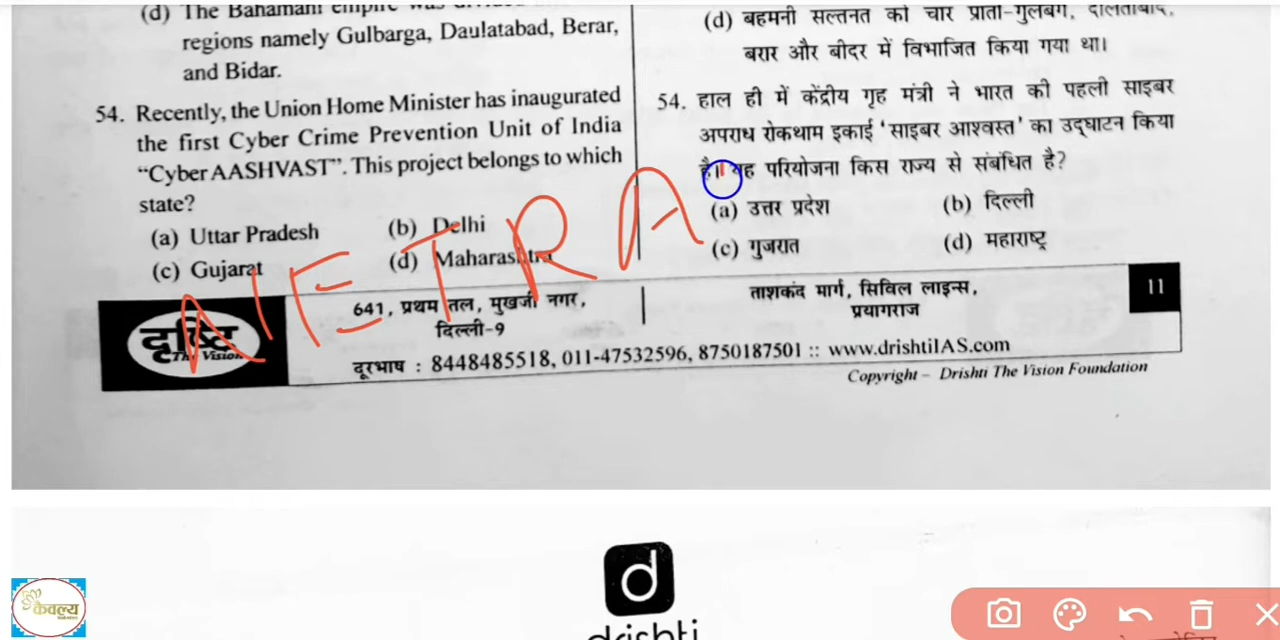 (d) The Bahamani empire was
regions namely Gulbarga, Daulatabad, Berar,
and Bidar.
54. Recently, the Union Home Minister has inaugurated
the first Cyber Crime Prevention Unit of India
“Cyber AASHVAST”. This project belongs to which
state?
(a) Uttar Pradesh (b) Delhi
(c) Gujarat (d) Maharashtra
(d) बहमनी सल्तनत को चार प्रांतों-गुलबर्ग, दौलताबाद,
बरार और बीदर में विभाजित किया गया था।
54. हाल ही में केंद्रीय गृह मंत्री ने भारत की पहली साइबर
अपराध रोकथाम इकाई ‘साइबर आश्वस्त’ का उद्घाटन किया
है। यह परियोजना किस राज्य से संबंधित है?
(a) उत्तर प्रदेश (b) दिल्ली
(c) गुजरात (d) महाराष्ट्र
NETRA
दृष्टि
The Vision
641, प्रथम तल, मुखर्जी नगर,
दिल्ली-9
ताशकंद मार्ग, सिविल लाइन्स,
प्रयागराज
11
दूरभाष : 8448485518, 011-47532596, 8750187501 :: www.drishtiIAS.com
Copyright – Drishti The Vision Foundation
d
drishti
कैवल्य